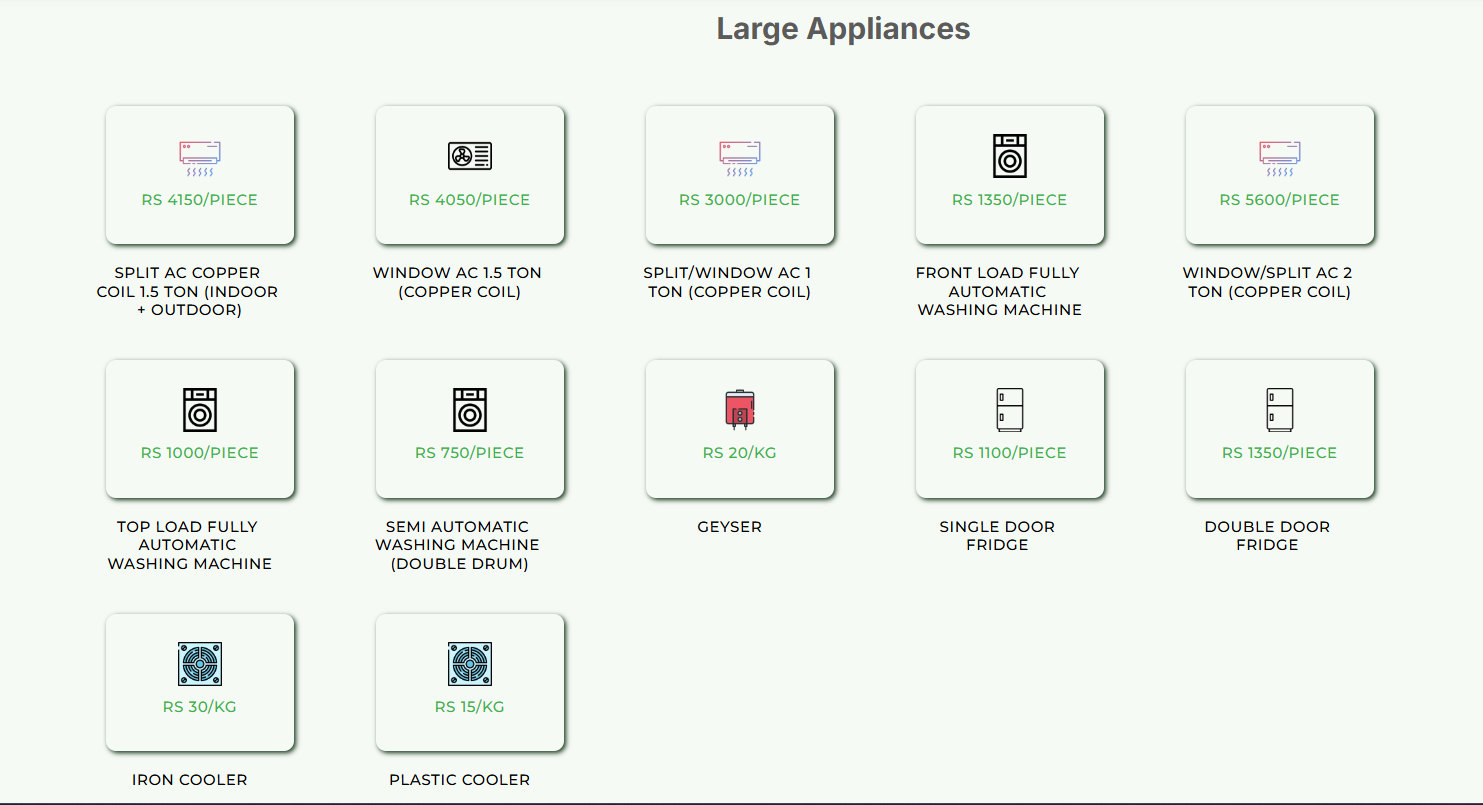 Large Appliances
RS 4150/PIECE
SPLIT AC COPPER
COIL 1.5 TON (INDOOR
+ OUTDOOR)
RS 4050/PIECE
WINDOW AC 1.5 TON
(COPPER COIL)
RS 3000/PIECE
SPLIT/WINDOW AC 1
TON (COPPER COIL)
RS 1350/PIECE
FRONT LOAD FULLY
AUTOMATIC
WASHING MACHINE
RS 5600/PIECE
WINDOW/SPLIT AC 2
TON (COPPER COIL)
RS 1000/PIECE
TOP LOAD FULLY
AUTOMATIC
WASHING MACHINE
RS 750/PIECE
SEMI AUTOMATIC
WASHING MACHINE
(DOUBLE DRUM)
RS 20/KG
GEYSER
RS 1100/PIECE
SINGLE DOOR
FRIDGE
RS 1350/PIECE
DOUBLE DOOR
FRIDGE
RS 30/KG
IRON COOLER
RS 15/KG
PLASTIC COOLER